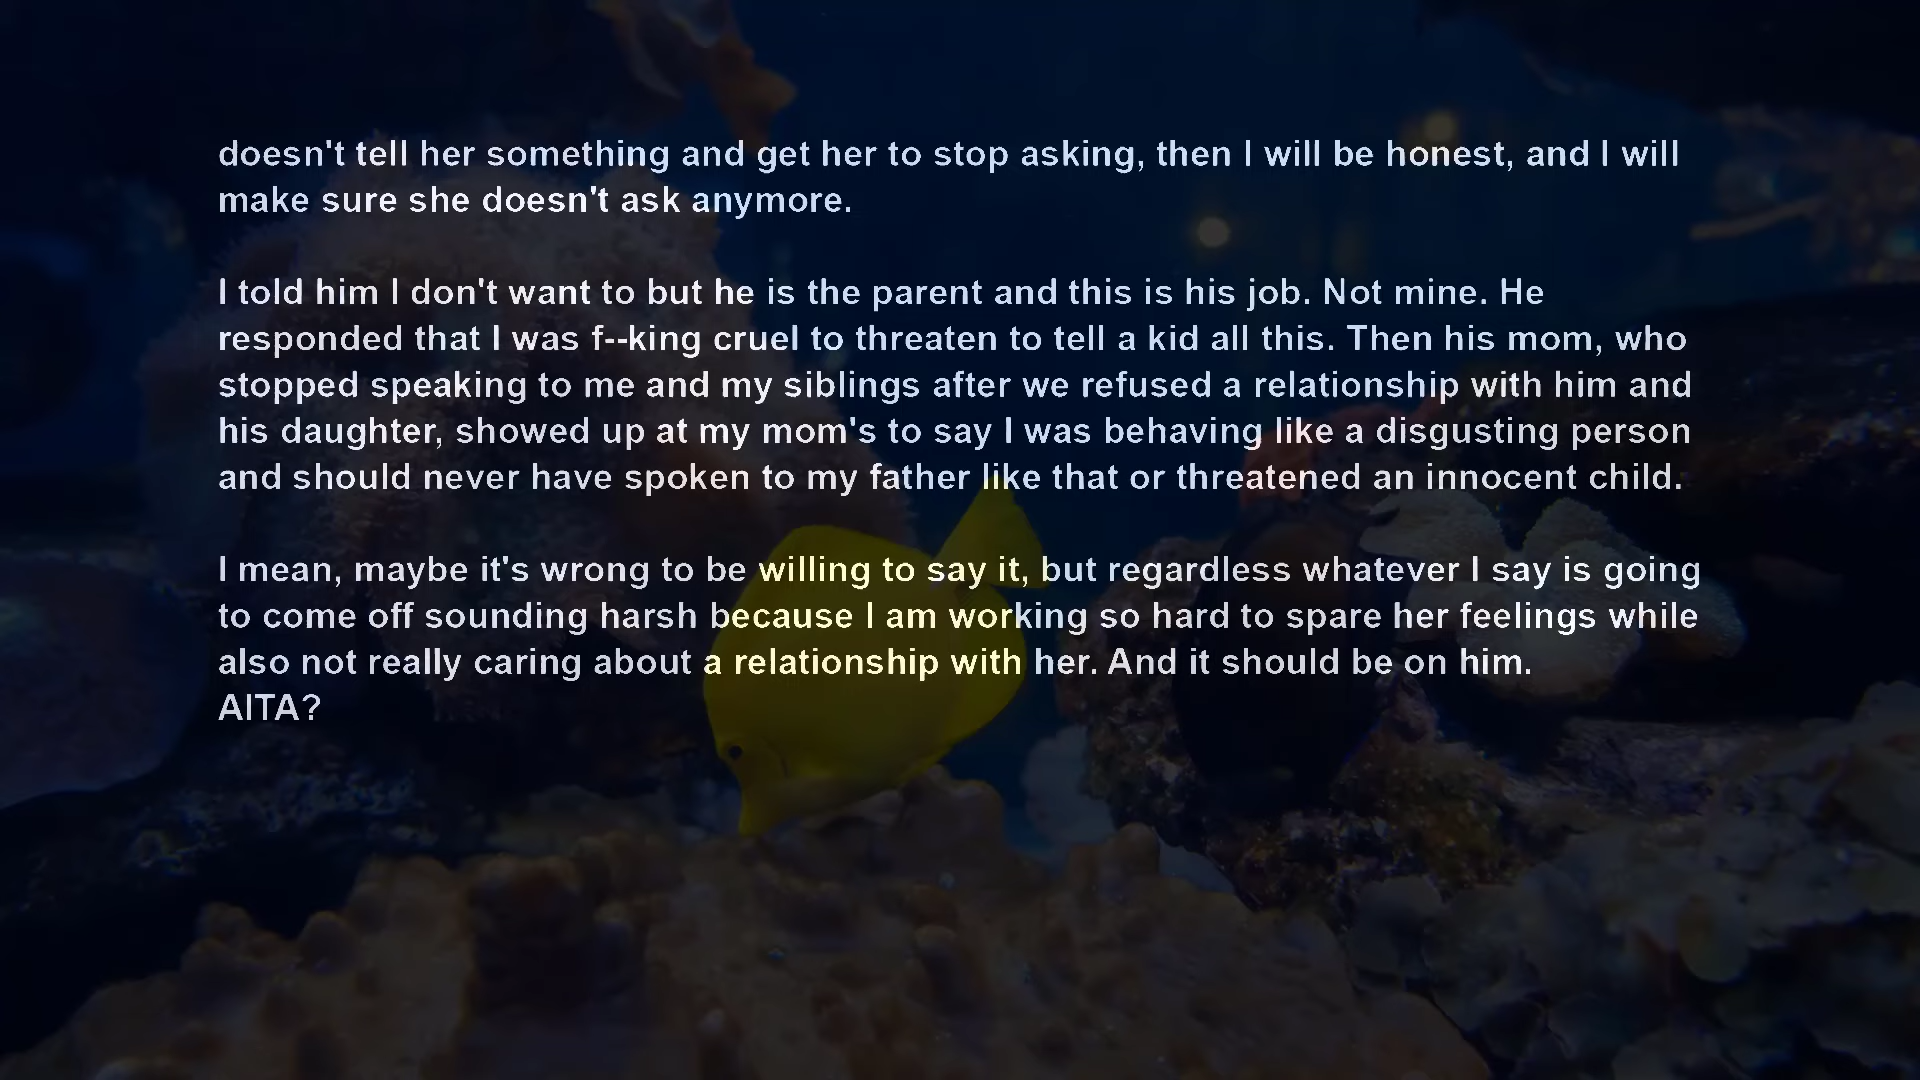 doesn't tell her something and get her to stop asking, then I will be honest, and I will
make sure she doesn't ask anymore.
I told him I don't want to but he is the parent and this is his job. Not mine. He
responded that I was f--king cruel to threaten to tell a kid all this. Then his mom, who
stopped speaking to me and my siblings after we refused a relationship with him and
his daughter, showed up at my mom's to say I was behaving like a disgusting person
and should never have spoken to my father like that or threatened an innocent child.
I mean, maybe it's wrong to be willing to say it, but regardless whatever I say is going
to come off sounding harsh because I am working so hard to spare her feelings while
also not really caring about a relationship with her. And it should be on him.
AITA?